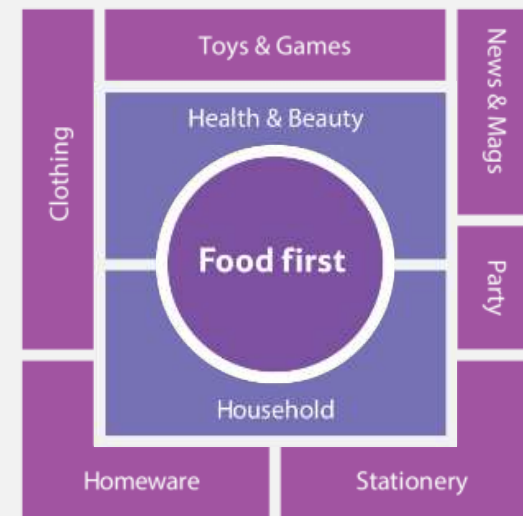 Toys & Games
News & Mags
Health & Beauty
Clothing
Food first
Party
Household
Homeware
Stationery